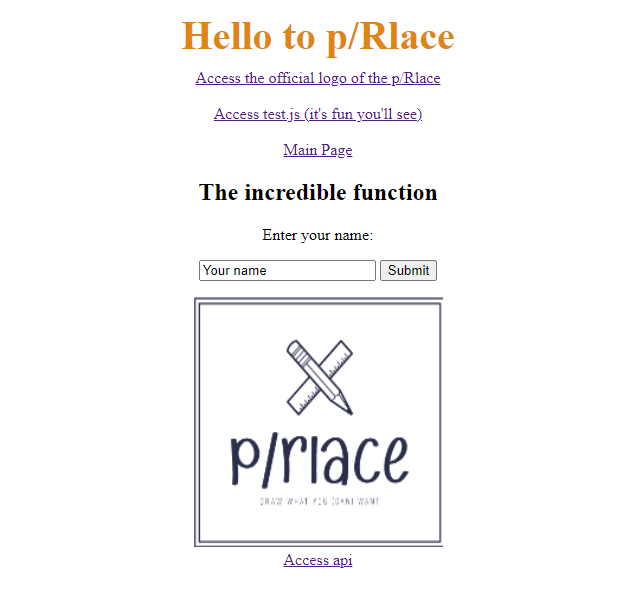 Hello to p/Rlace
Access the official logo of the p/Rlace
Access test.js (it's fun you'll see)
Main Page
The incredible function
Enter your name:
Your name Submit
p/rlace
DRAW WHAT YOU (CAN) WANT
Access api